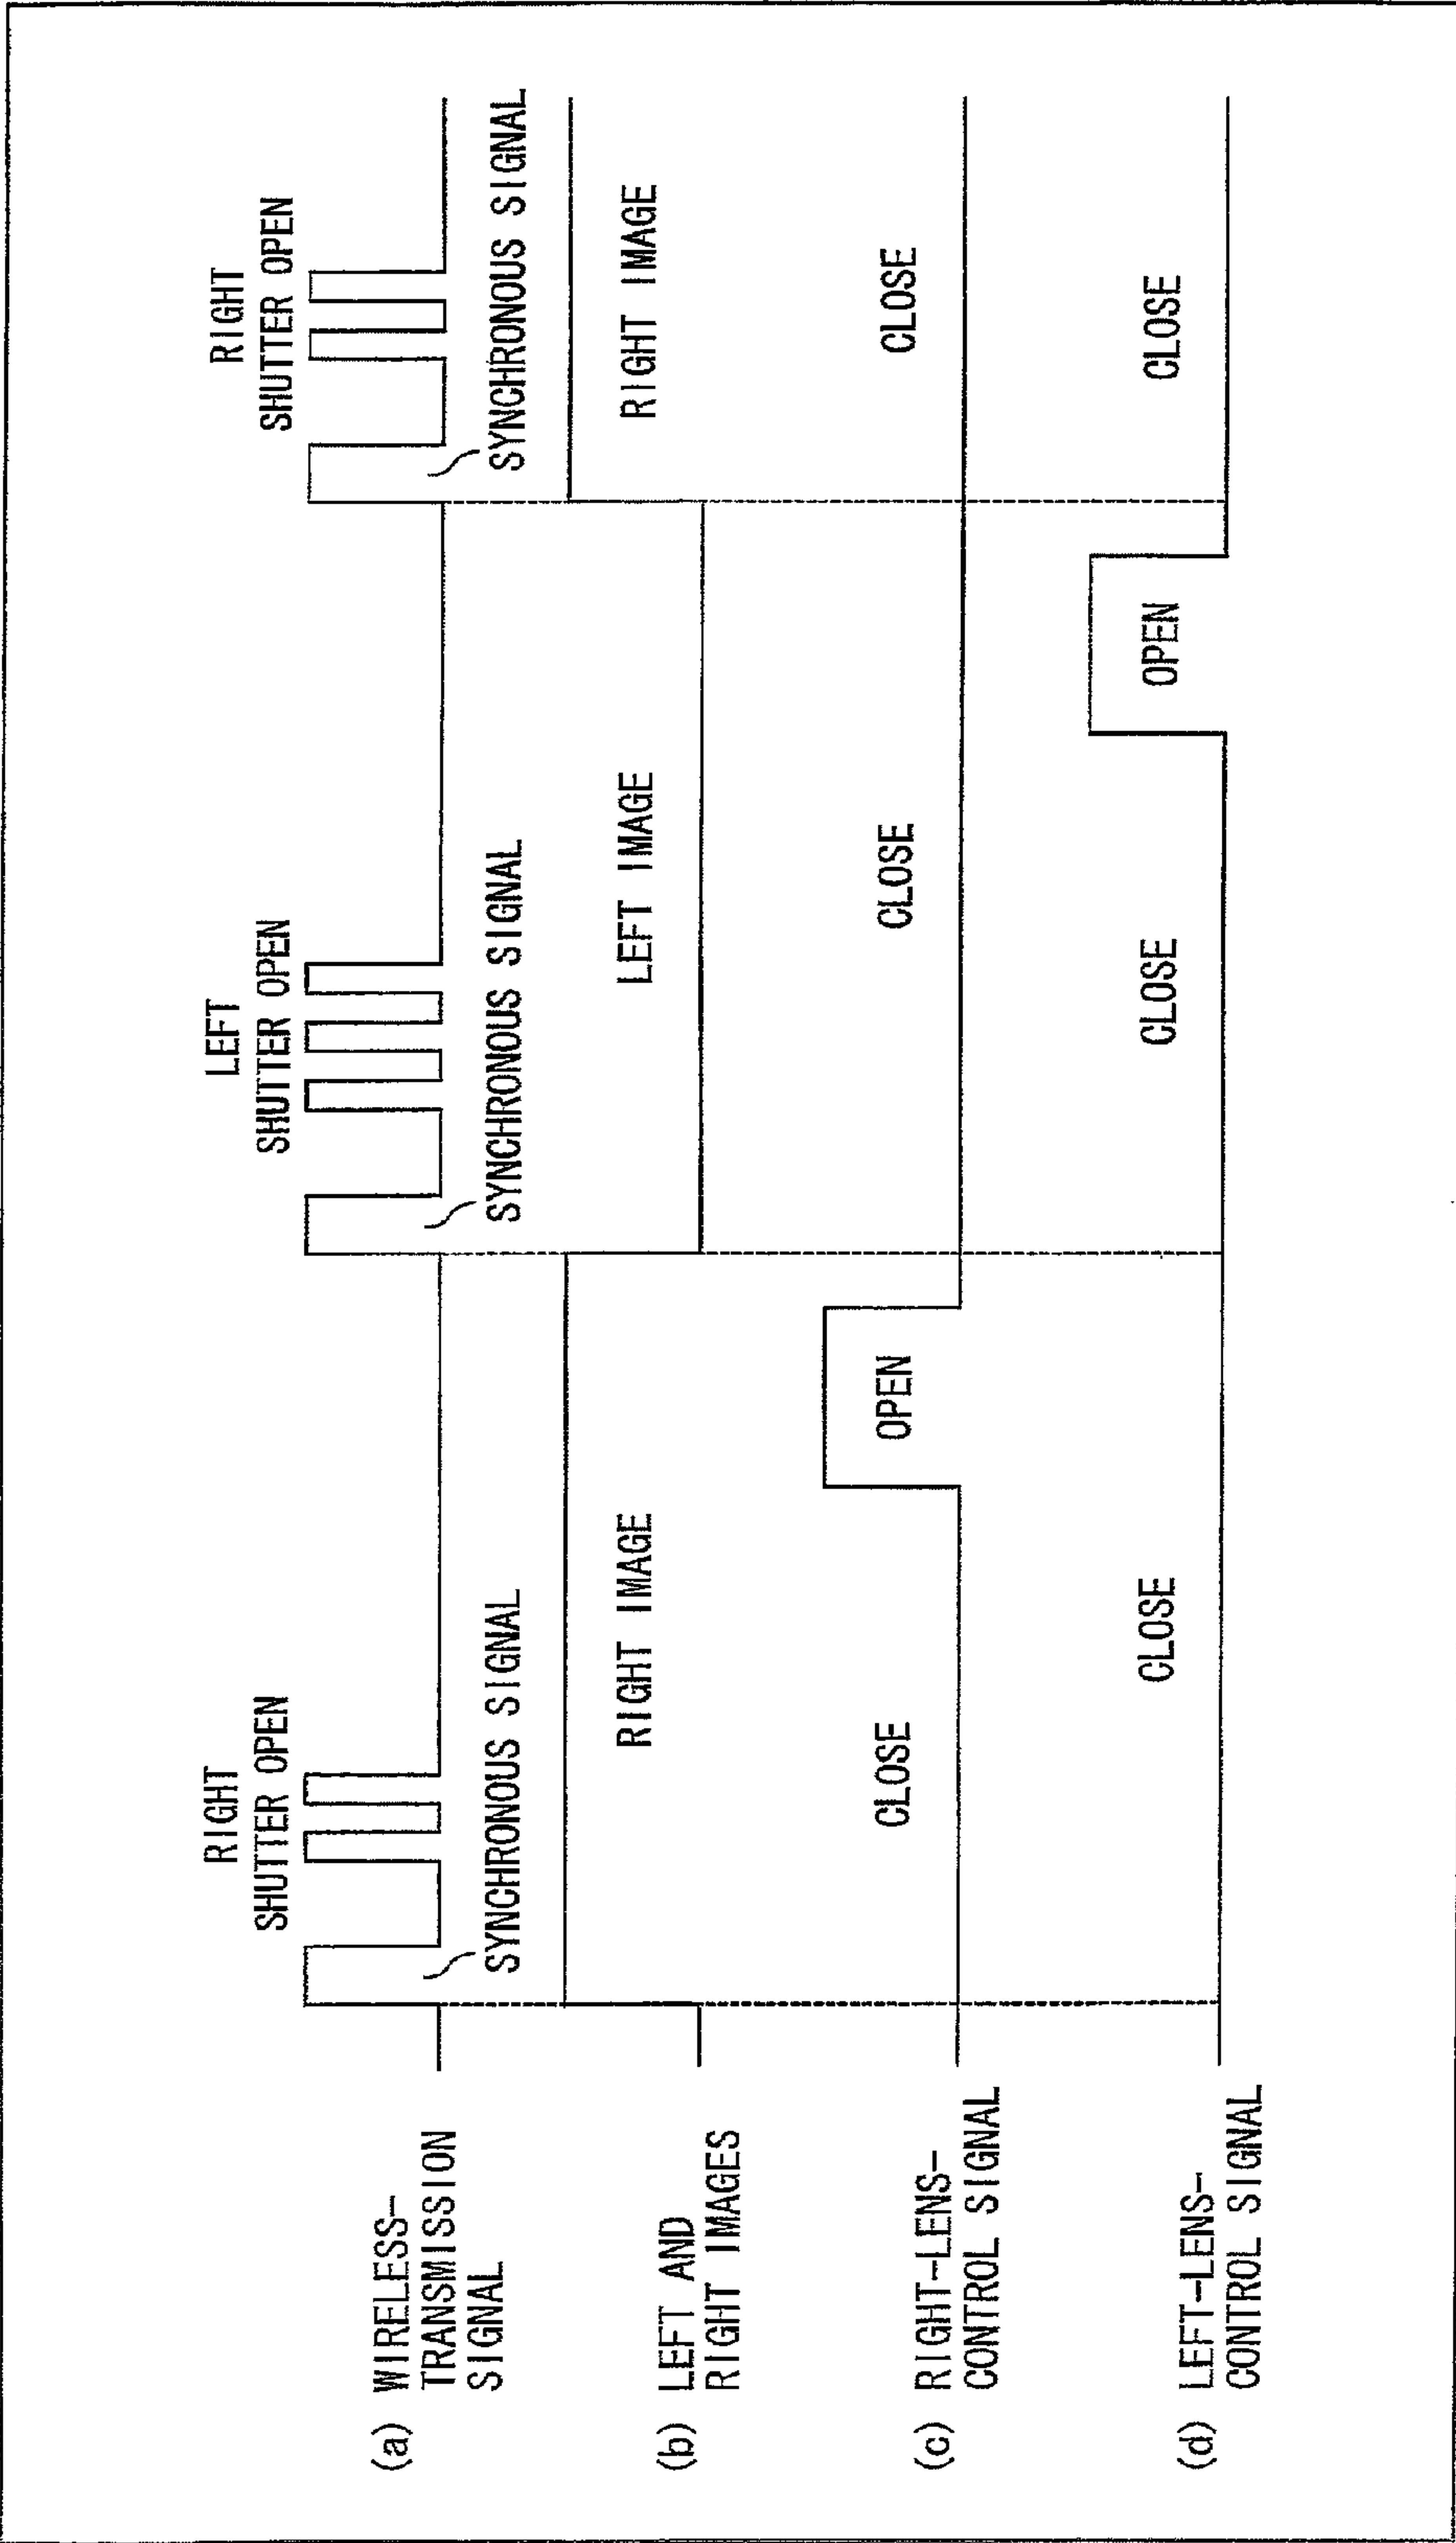 RIGHT
SHUTTER OPEN
LEFT
SHUTTER OPEN
RIGHT
SHUTTER OPEN
(a) WIRELESS-
TRANSMISSION
SIGNAL
SYNCHRONOUS SIGNAL
SYNCHRONOUS SIGNAL
SYNCHRONOUS SIGNAL
(b) LEFT AND
RIGHT IMAGES
RIGHT IMAGE
LEFT IMAGE
RIGHT IMAGE
(c) RIGHT-LENS-
CONTROL SIGNAL
CLOSE
OPEN
CLOSE
CLOSE
(d) LEFT-LENS-
CONTROL SIGNAL
CLOSE
CLOSE
OPEN
CLOSE